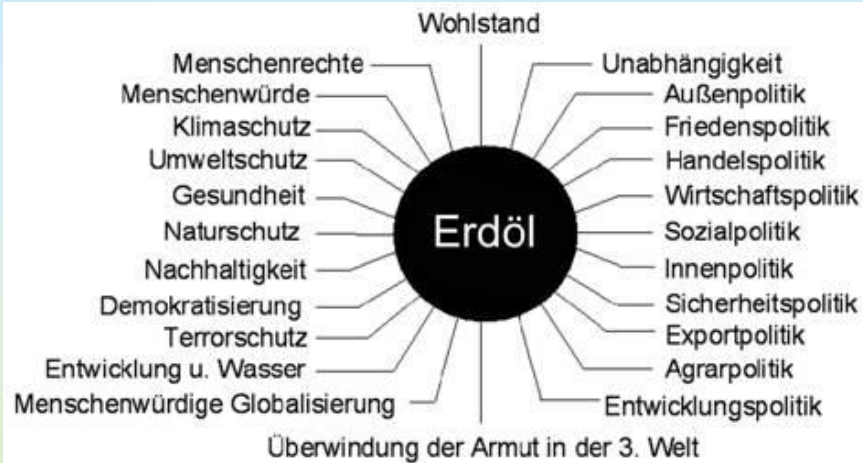 Wohlstand
Menschenrechte
Menschenwürde
Klimaschutz
Umweltschutz
Gesundheit
Naturschutz
Nachhaltigkeit
Demokratisierung
Terrorschutz
Entwicklung u. Wasser
Menschenwürdige Globalisierung
Erdöl
Unabhängigkeit
Außenpolitik
Friedenspolitik
Handelspolitik
Wirtschaftspolitik
Sozialpolitik
Innenpolitik
Sicherheitspolitik
Exportpolitik
Agrarpolitik
Entwicklungspolitik
Überwindung der Armut in der 3. Welt